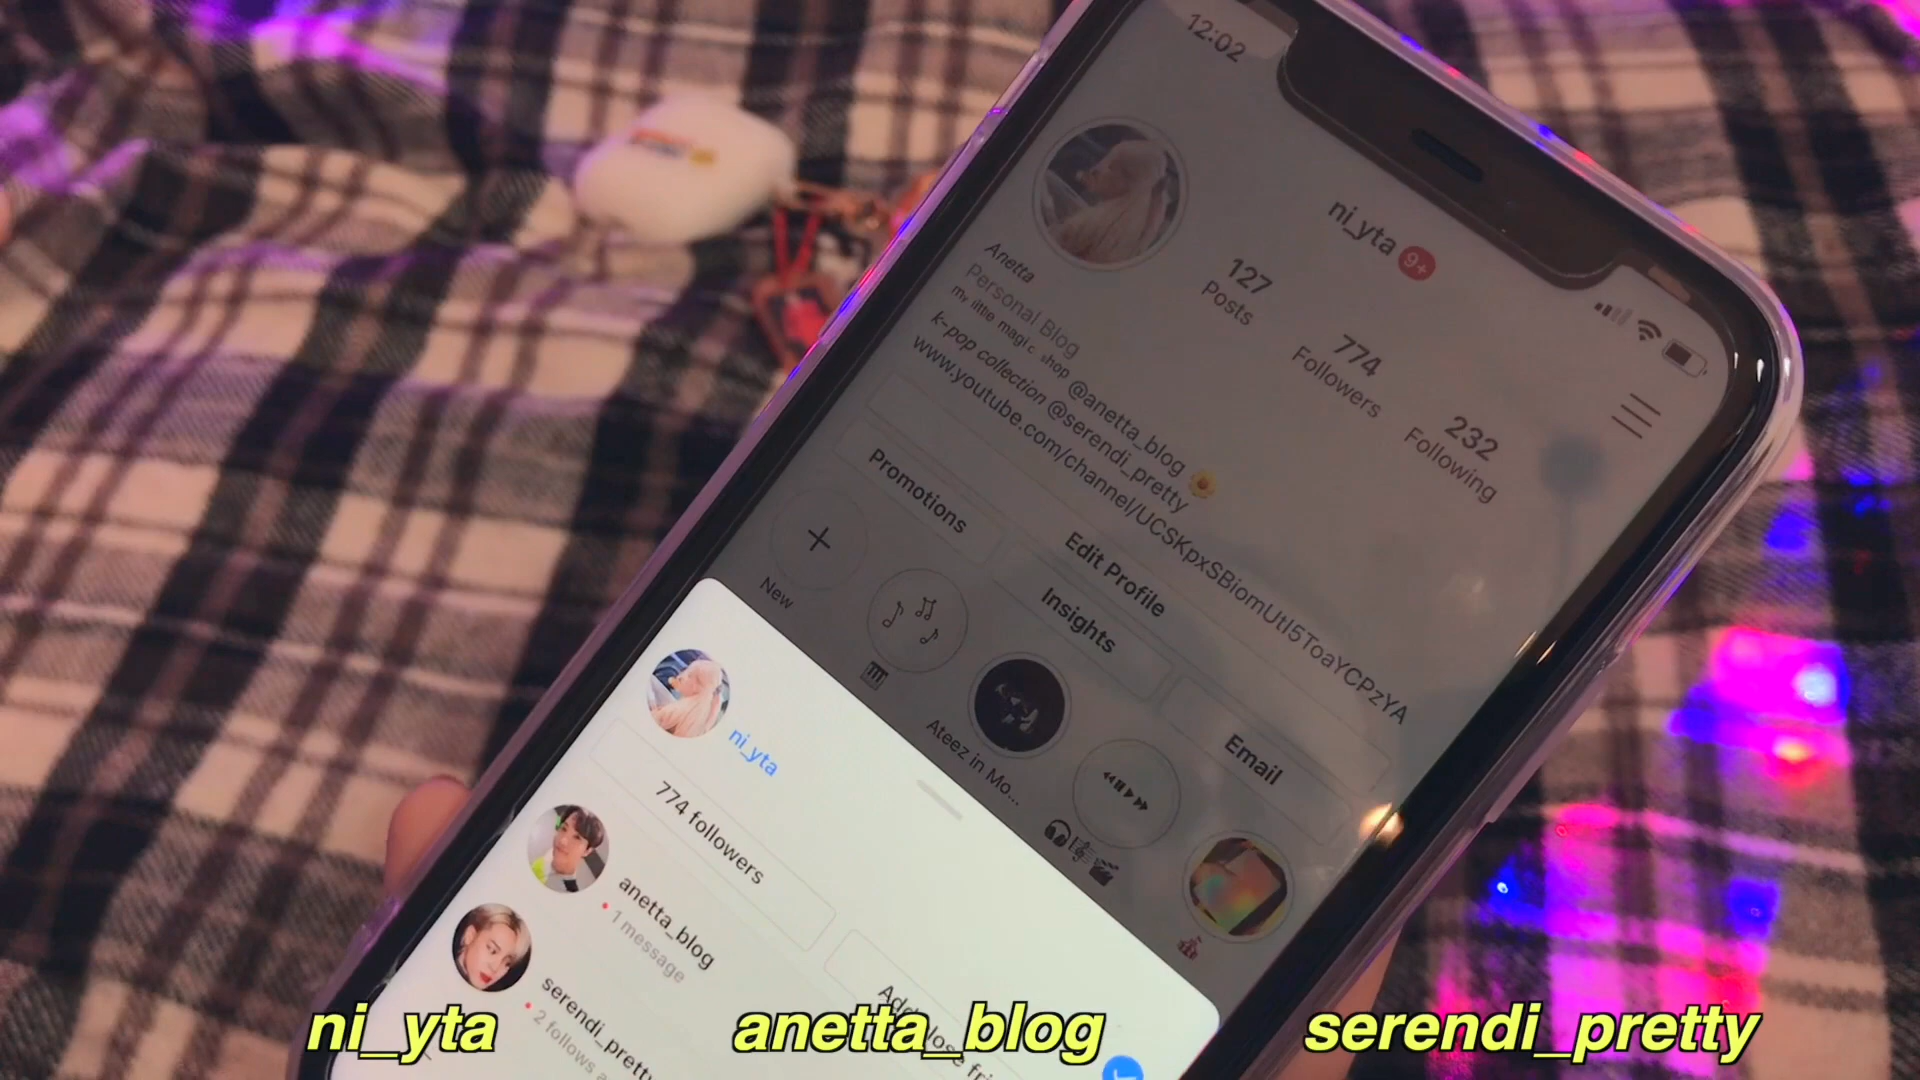 12:02
ni_yta 9+
127
Posts
774
Followers
232
Following
Anetta
Personal Blog
my little magic shop @anetta_blog
k-pop collection @serendi_pretty
www.youtube.com/channel/UCSKpxSBiomUtI5ToaYCPzYA
Edit Profile
Promotions
Insights
Email
New
Ateez in Mo...
ni_yta
774 followers
anetta_blog
1 message
serendi_pretty
2 follows
ni_yta
anetta_blog
serendi_pretty